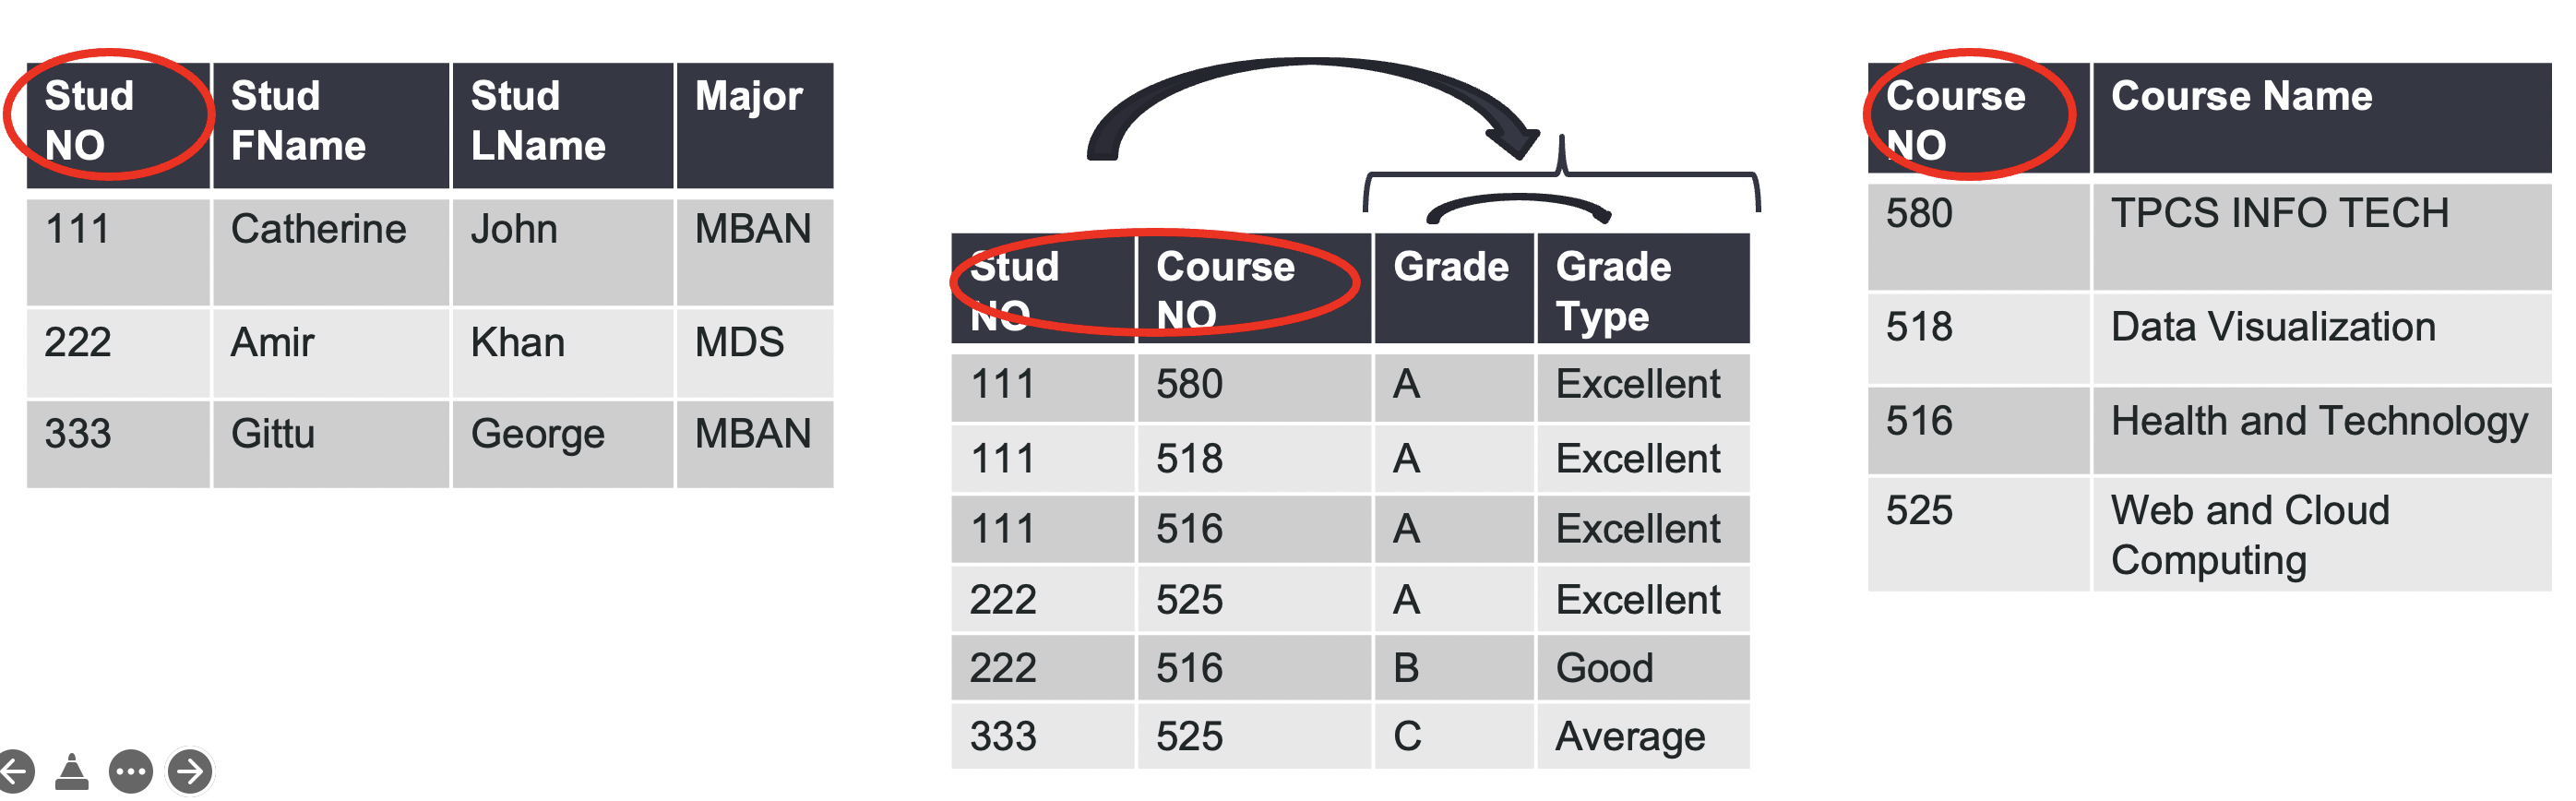 Stud NO Stud FName Stud LName Major
111 Catherine John MBAN
222 Amir Khan MDS
333 Gittu George MBAN
Stud NO Course NO Grade Grade Type
111 580 A Excellent
111 518 A Excellent
111 516 A Excellent
222 525 A Excellent
222 516 B Good
333 525 C Average
Course NO Course Name
580 TPCS INFO TECH
518 Data Visualization
516 Health and Technology
525 Web and Cloud
Computing